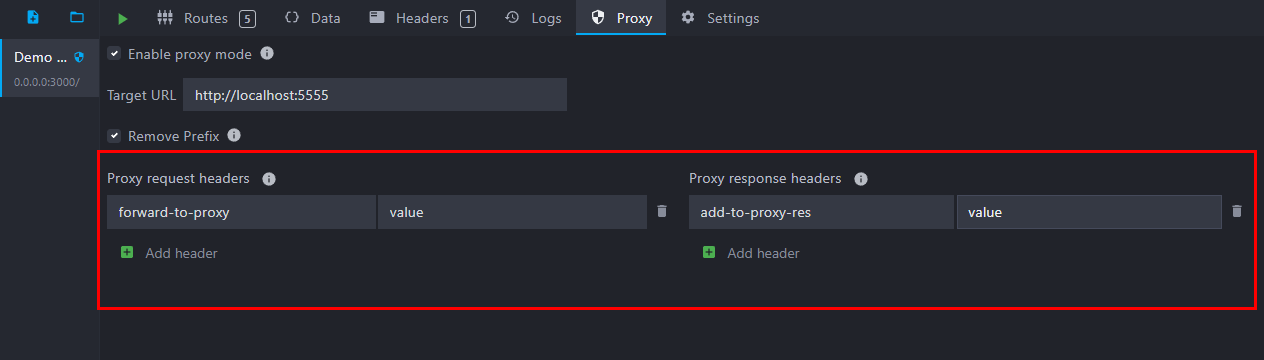 Routes 5 Data Headers 1 Logs Proxy Settings
Demo ...
0.0.0.0:3000/
Enable proxy mode
Target URL http://localhost:5555
Remove Prefix
Proxy request headers Proxy response headers
forward-to-proxy value add-to-proxy-res value
Add header Add header